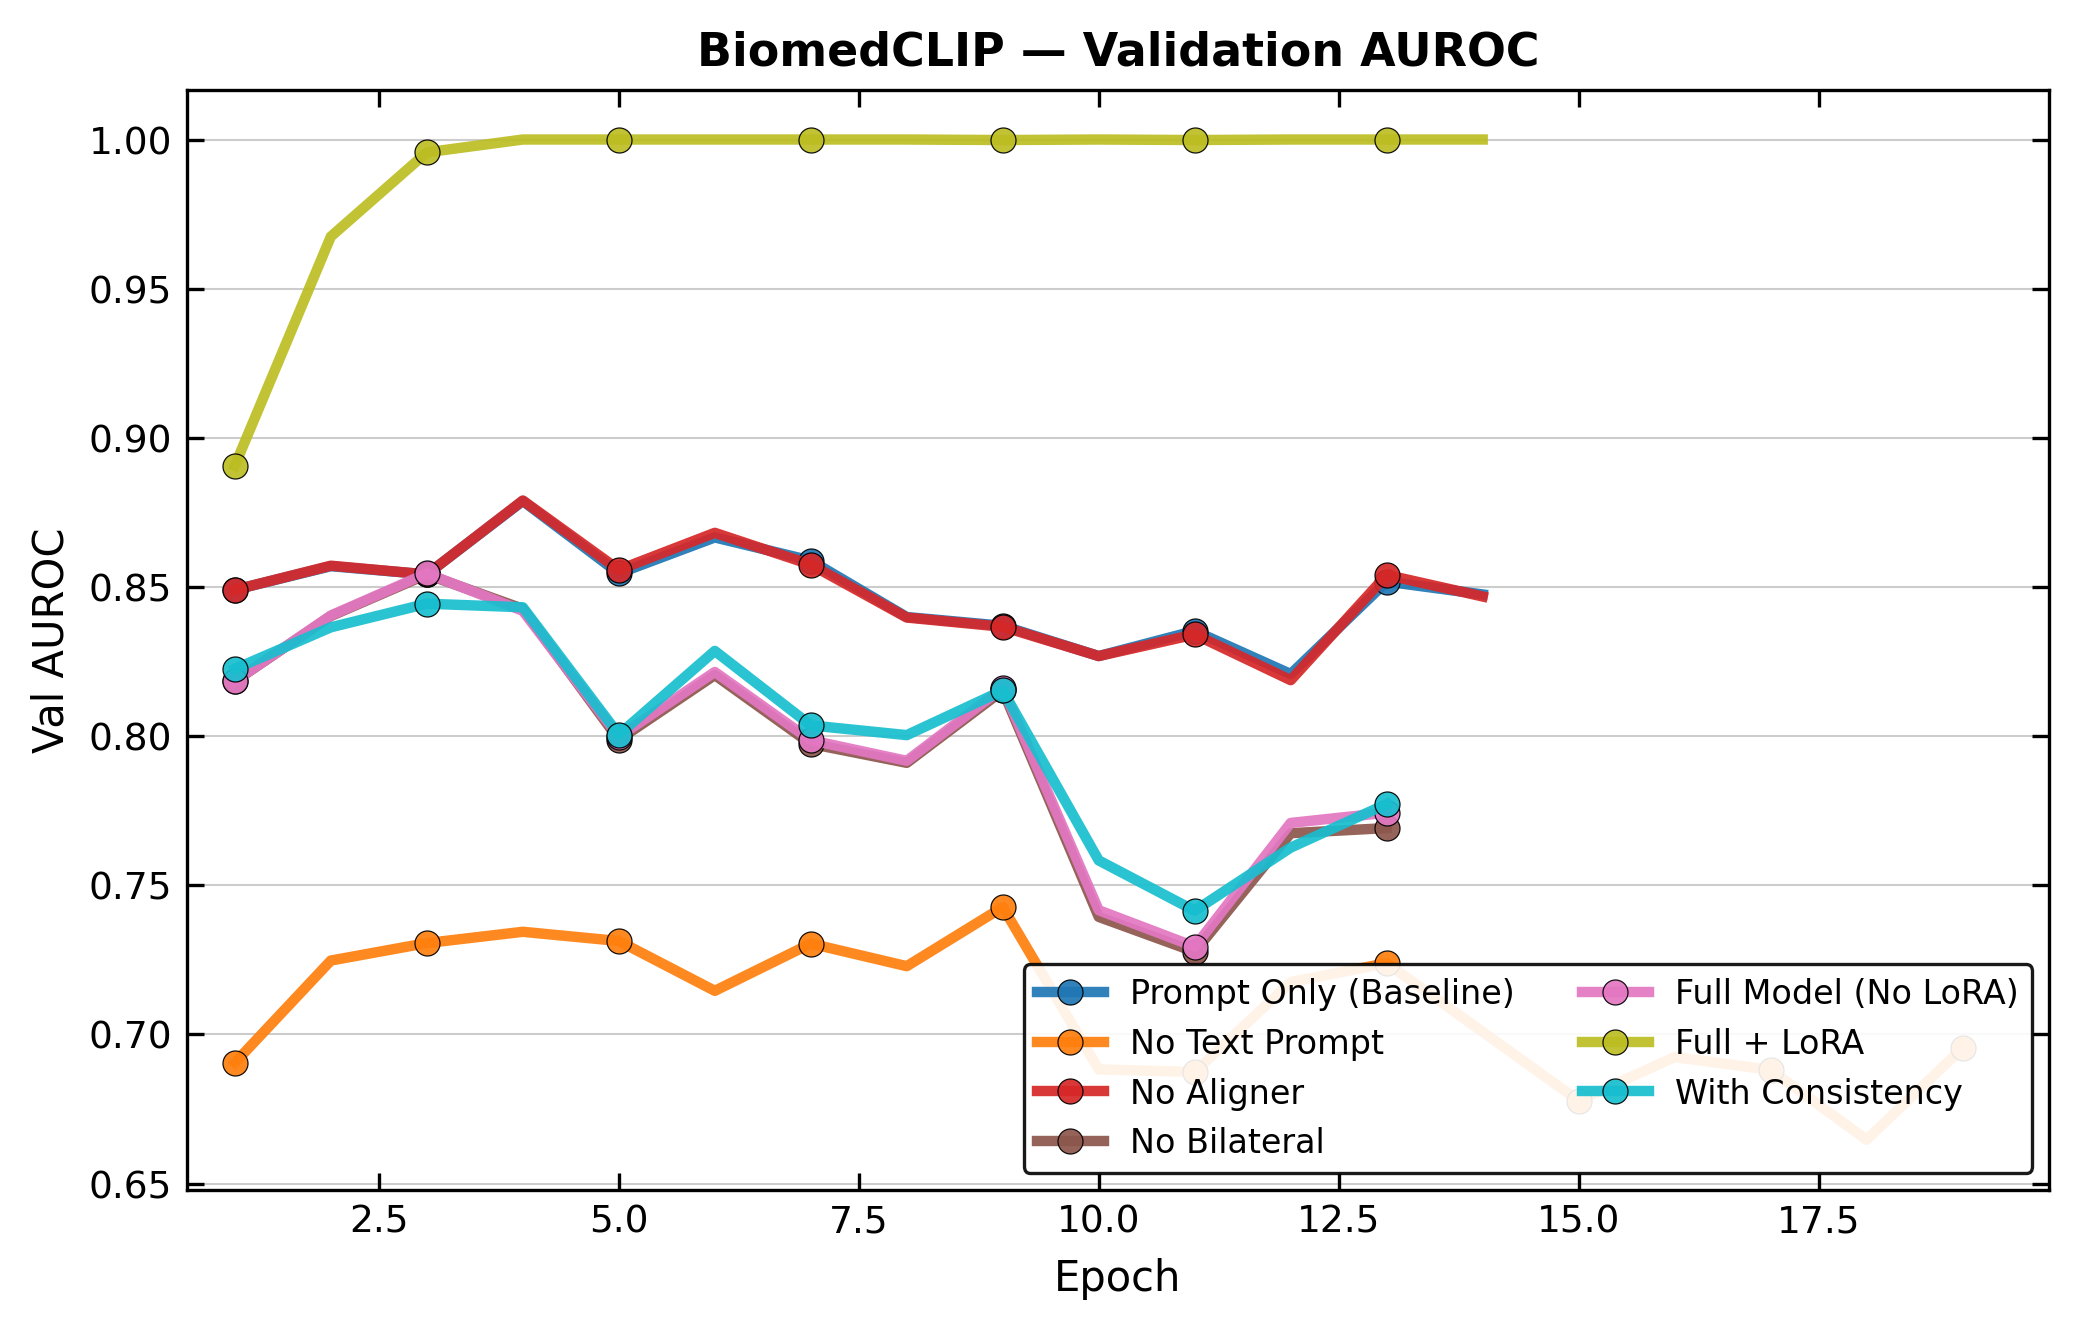 BiomedCLIP — Validation AUROC
Val AUROC
1.00
0.95
0.90
0.85
0.80
0.75
0.70
0.65
Prompt Only (Baseline)
No Text Prompt
No Aligner
No Bilateral
Full Model (No LoRA)
Full + LoRA
With Consistency
2.5 5.0 7.5 10.0 12.5 15.0 17.5
Epoch